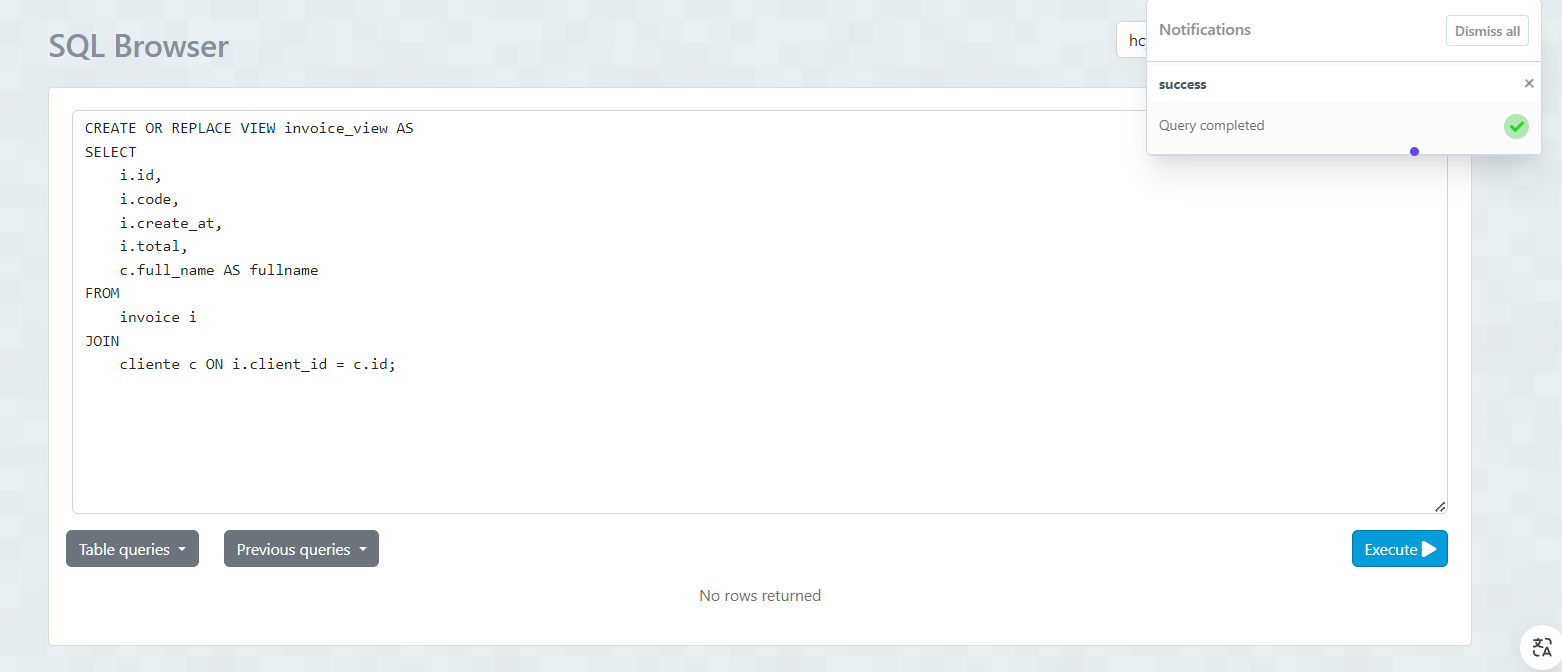 SQL Browser
Notifications
Dismiss all
success
Query completed
CREATE OR REPLACE VIEW invoice_view AS
SELECT
    i.id,
    i.code,
    i.create_at,
    i.total,
    c.full_name AS fullname
FROM
    invoice i
JOIN
    cliente c ON i.client_id = c.id;
Table queries
Previous queries
Execute
No rows returned